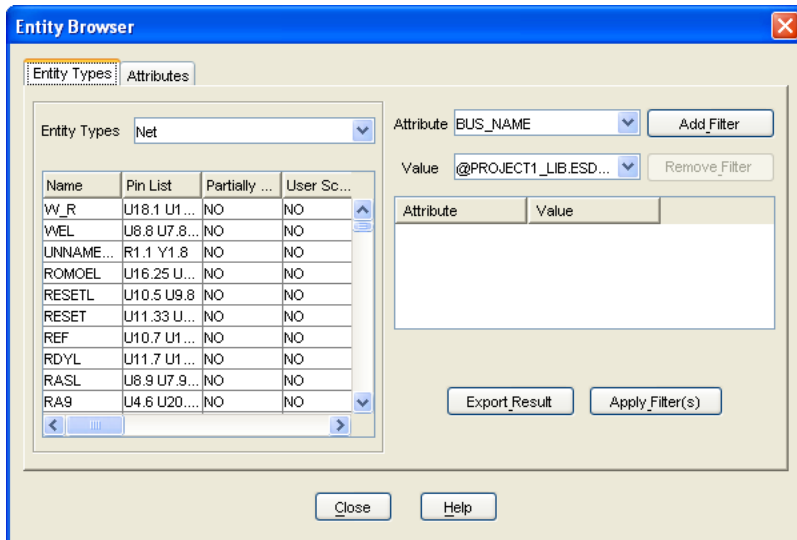 Entity Browser
Entity Types Attributes
Entity Types Net
Name Pin List Partially ... User Sc...
W_R U18.1 U1... NO NO
WEL U8.8 U7.8... NO NO
UNNAME... R1.1 Y1.8 NO NO
ROMOEL U16.25 U... NO NO
RESETL U10.5 U9.8 NO NO
RESET U11.33 U... NO NO
REF U10.7 U1... NO NO
RDYL U11.7 U1... NO NO
RASL U8.9 U7.9... NO NO
RA9 U4.6 U20.... NO NO
Attribute BUS_NAME Add Filter
Value @PROJECT1_LIB.ESD... Remove Filter
Attribute Value
Export Result Apply Filter(s)
Close Help